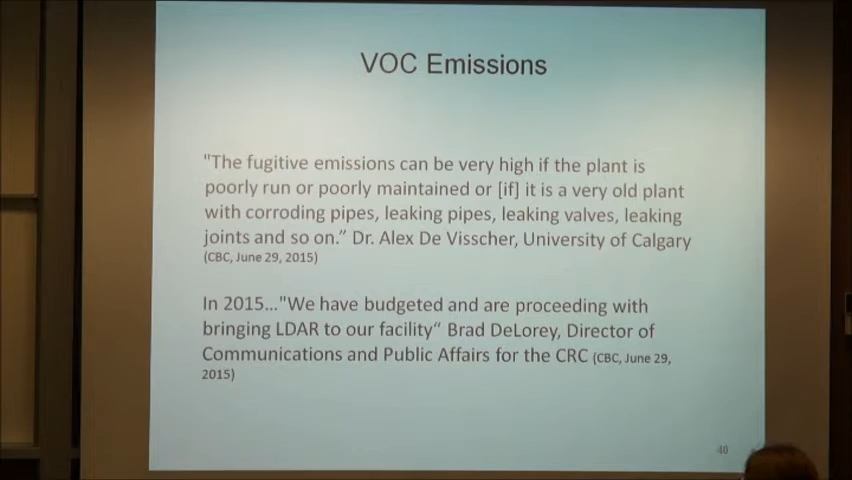 VOC Emissions
"The fugitive emissions can be very high if the plant is
poorly run or poorly maintained or [if] it is a very old plant
with corroding pipes, leaking pipes, leaking valves, leaking
joints and so on.” Dr. Alex De Visscher, University of Calgary
(CBC, June 29, 2015)
In 2015..."We have budgeted and are proceeding with
bringing LDAR to our facility“ Brad DeLorey, Director of
Communications and Public Affairs for the CRC (CBC, June 29,
2015)
40